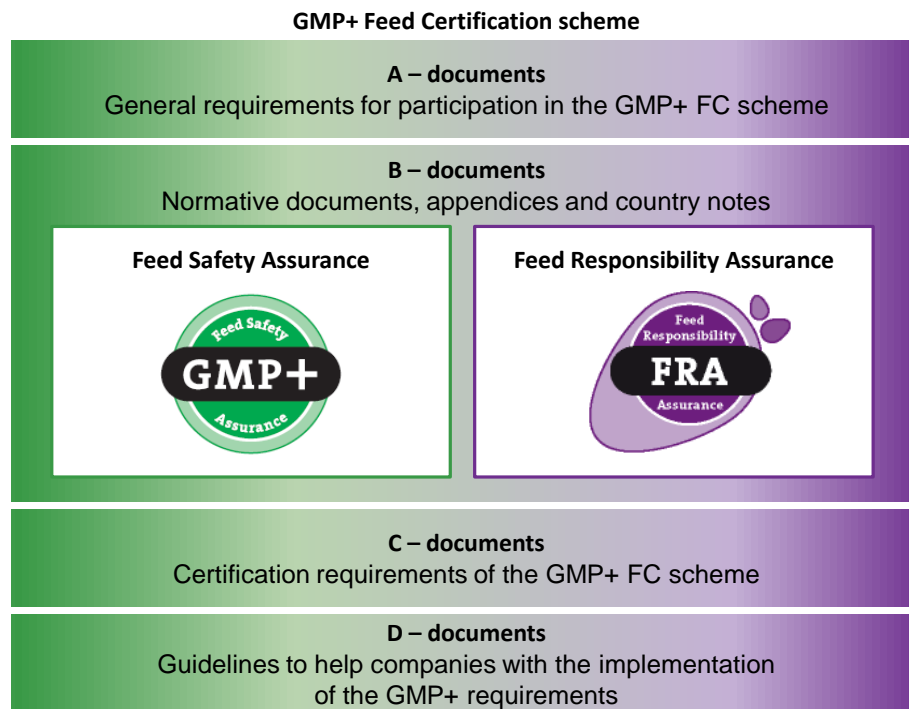 GMP+ Feed Certification scheme
A – documents
General requirements for participation in the GMP+ FC scheme
B – documents
Normative documents, appendices and country notes
Feed Safety Assurance
Feed Safety
GMP+
Assurance
Feed Responsibility Assurance
Feed
Responsibility
FRA
Assurance
C – documents
Certification requirements of the GMP+ FC scheme
D – documents
Guidelines to help companies with the implementation
of the GMP+ requirements